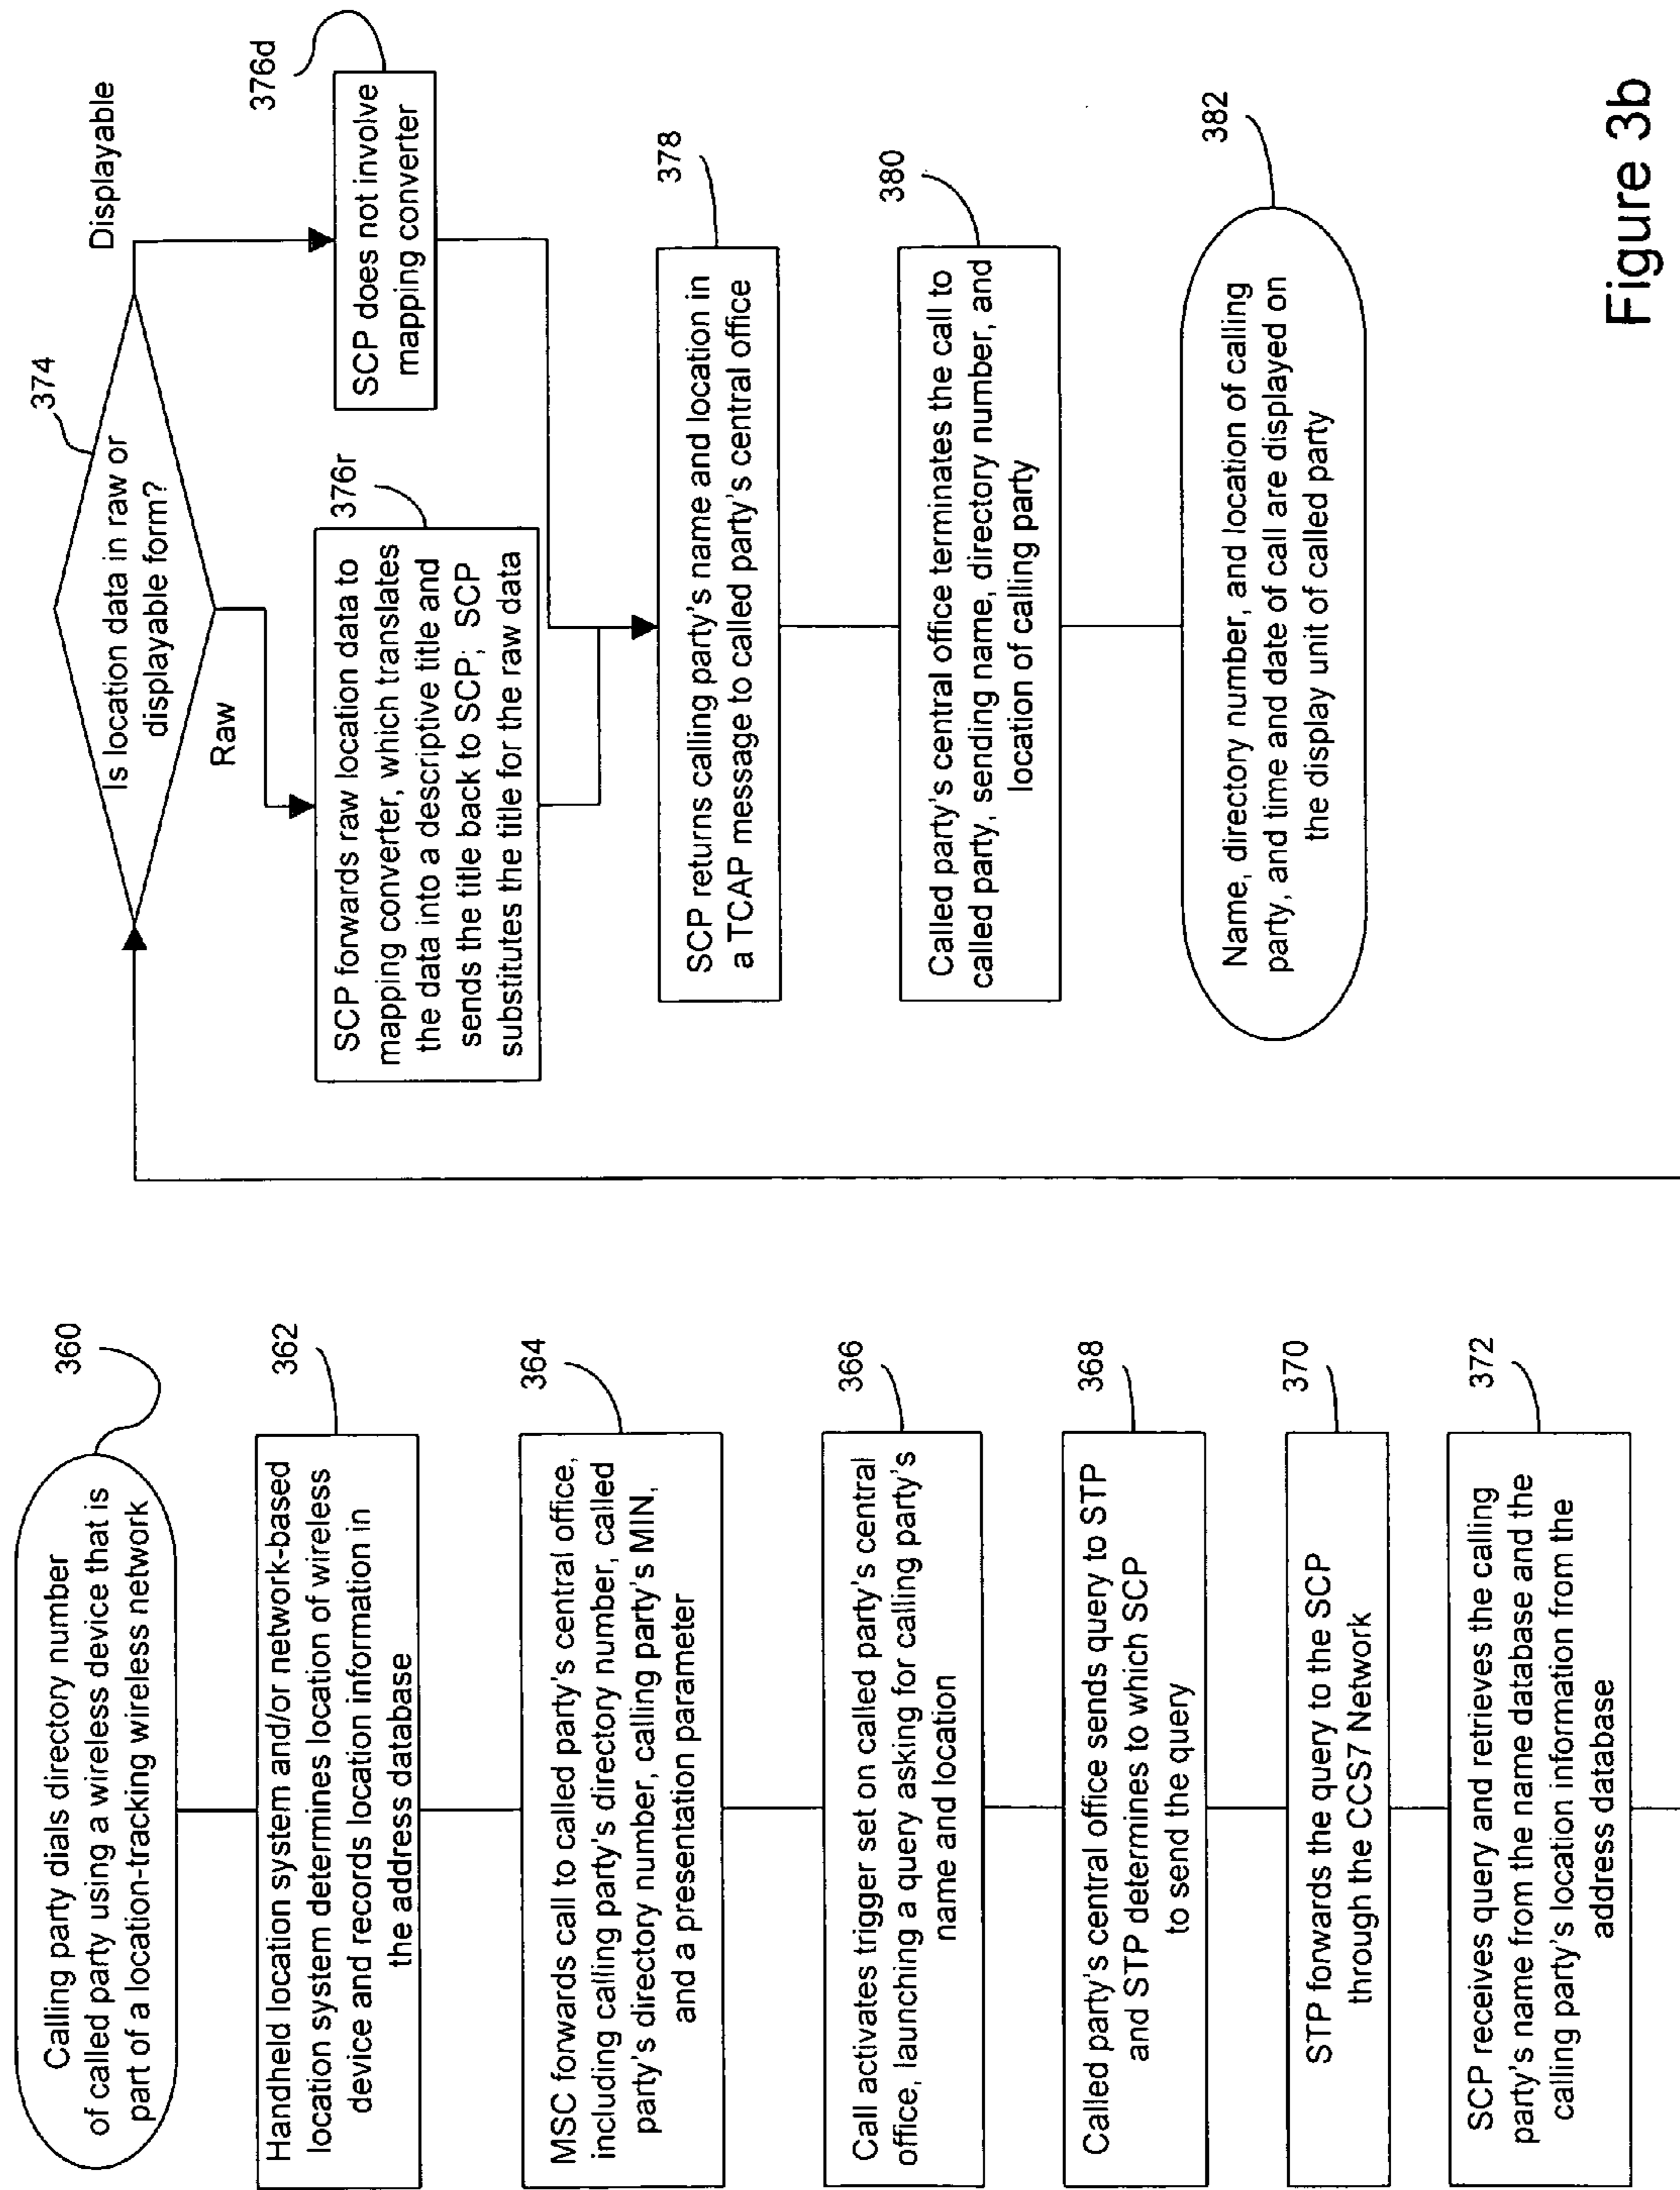 Calling party dials directory number
of called party using a wireless device that is
part of a location-tracking wireless network
360
Handheld location system and/or network-based
location system determines location of wireless
device and records location information in
the address database
362
MSC forwards call to called party's central office,
including calling party's directory number, called
party's directory number, calling party's MIN,
and a presentation parameter
364
Call activates trigger set on called party's central
office, launching a query asking for calling party's
name and location
366
Called party's central office sends query to STP
and STP determines to which SCP
to send the query
368
STP forwards the query to the SCP
through the CCS7 Network
370
SCP receives query and retrieves the calling
party's name from the name database and the
calling party's location information from the
address database
372
Is location data in raw or
displayable form?
374
Raw
Displayable
SCP forwards raw location data to
mapping converter, which translates
the data into a descriptive title and
sends the title back to SCP; SCP
substitutes the title for the raw data
376r
SCP does not involve
mapping converter
376d
SCP returns calling party's name and location in
a TCAP message to called party's central office
378
Called party's central office terminates the call to
called party, sending name, directory number, and
location of calling party
380
Name, directory number, and location of calling
party, and time and date of call are displayed on
the display unit of called party
382
Figure 3b